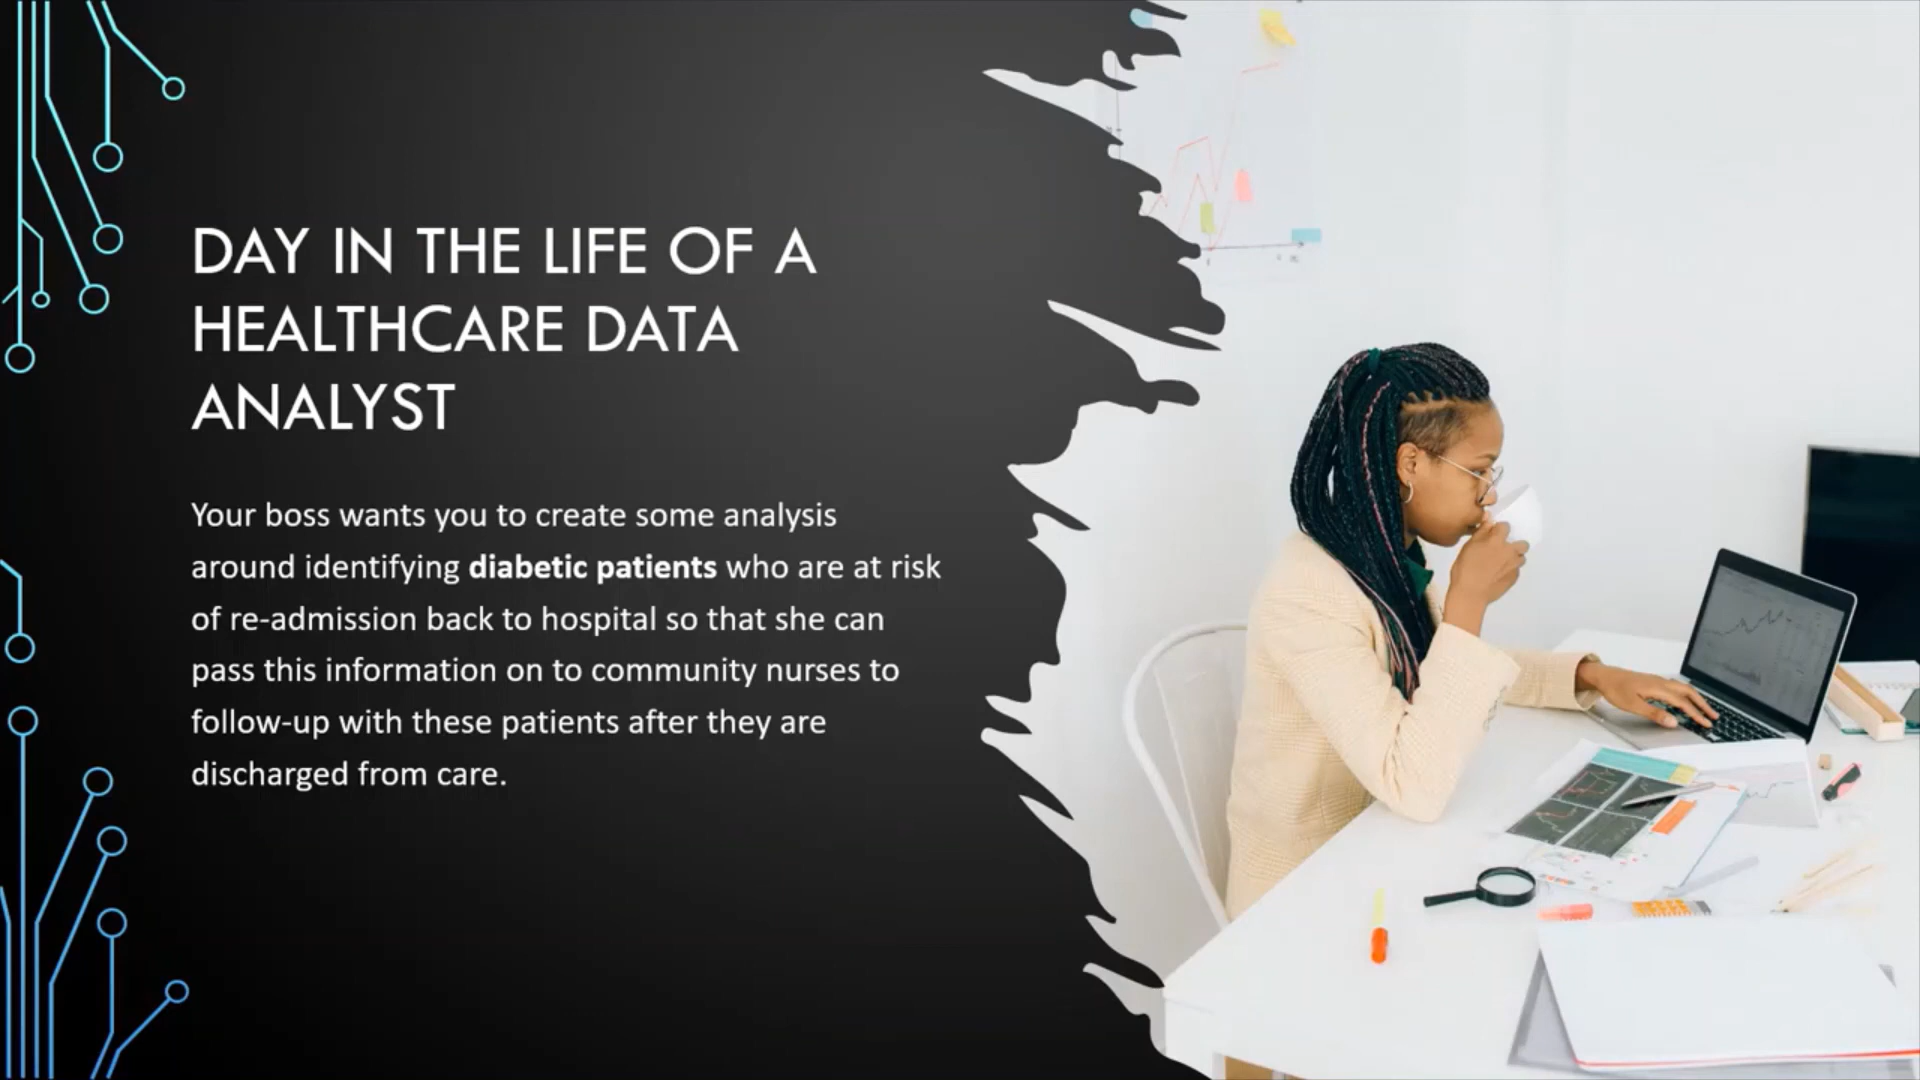 DAY IN THE LIFE OF A
HEALTHCARE DATA
ANALYST
Your boss wants you to create some analysis
around identifying diabetic patients who are at risk
of re-admission back to hospital so that she can
pass this information on to community nurses to
follow-up with these patients after they are
discharged from care.